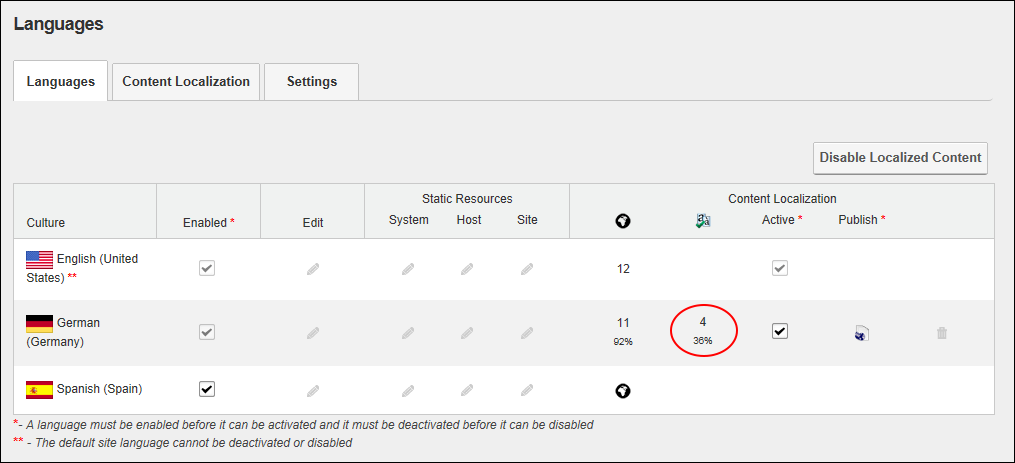 Languages
Languages Content Localization Settings
Disable Localized Content
Static Resources Content Localization
Culture Enabled * Edit System Host Site Active * Publish *
English (United
States) ** 12
German
(Germany) 11 4
92% 36%
Spanish (Spain)
*- A language must be enabled before it can be activated and it must be deactivated before it can be disabled
** - The default site language cannot be deactivated or disabled